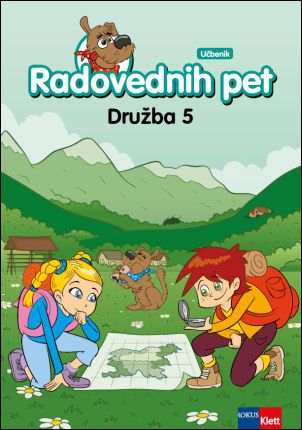 Učbenik
Radovednih pet
Družba 5
ROKUS
Klett